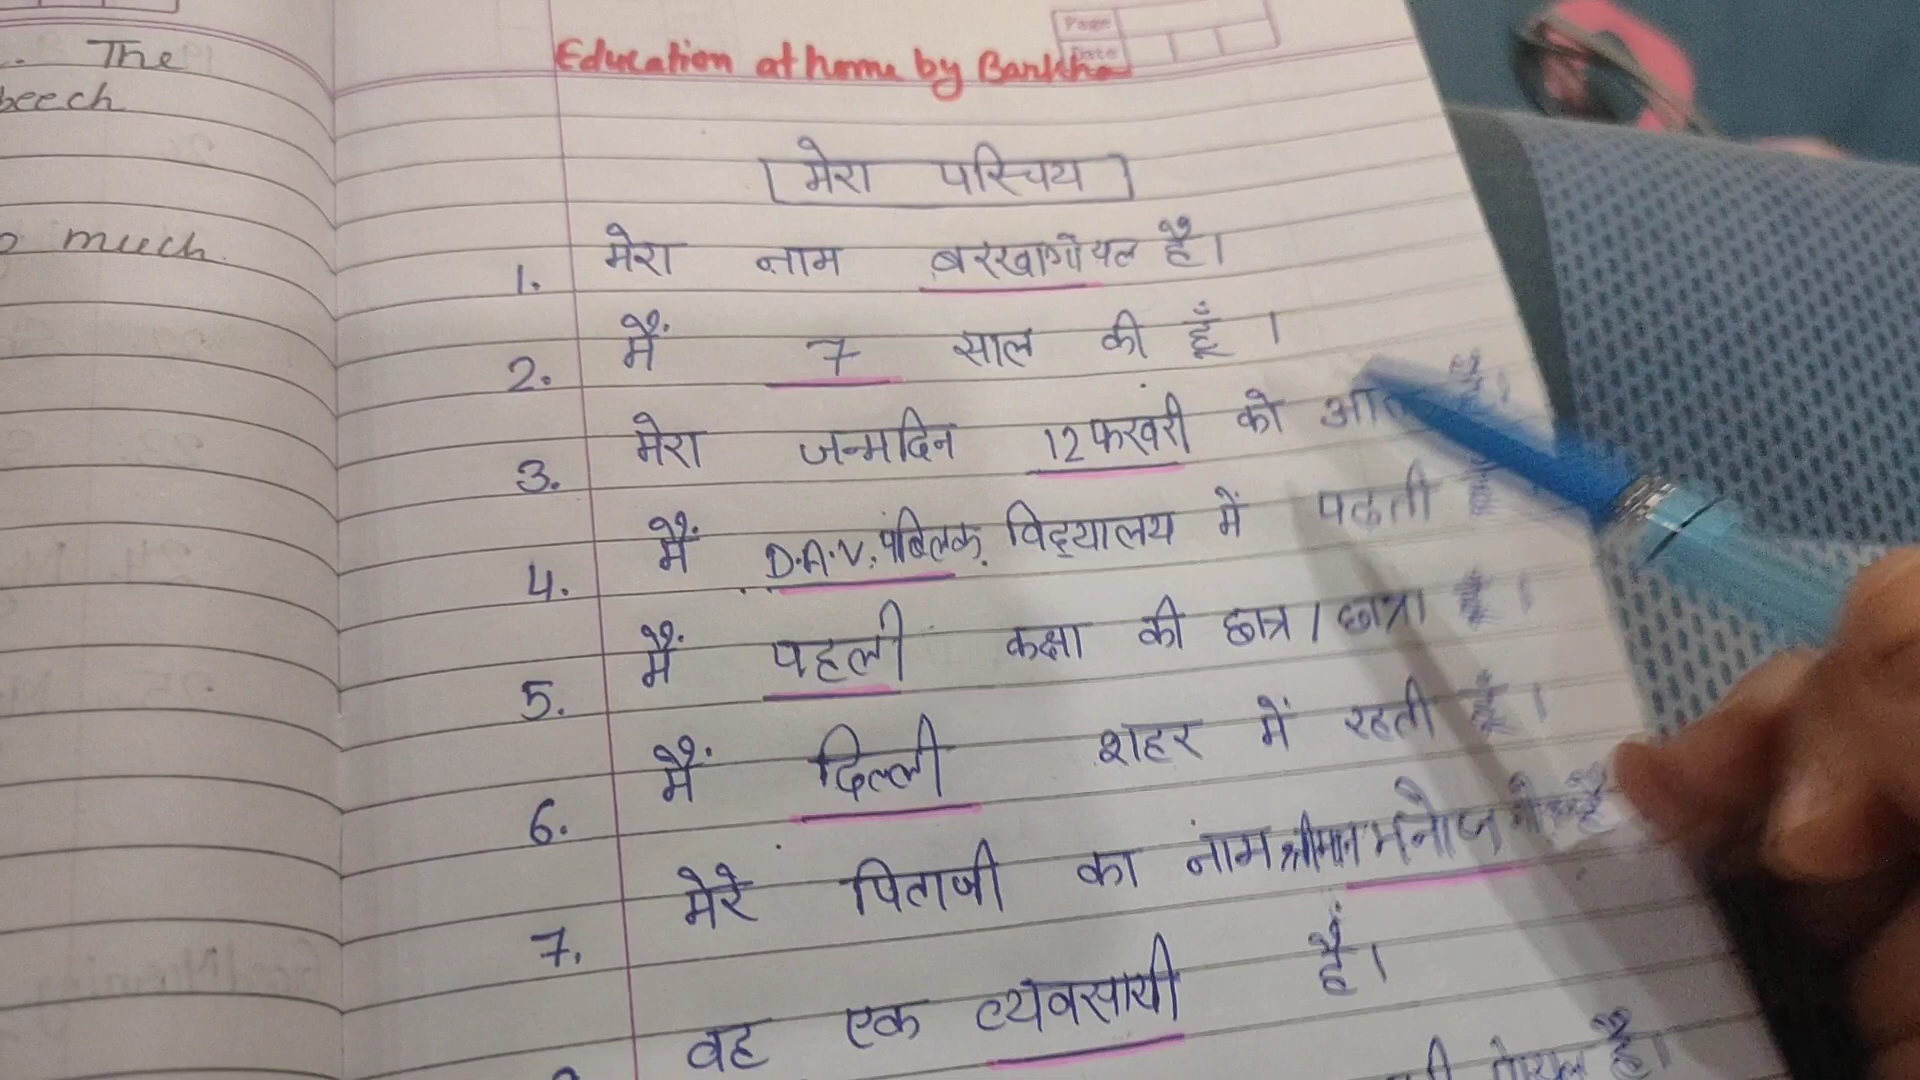 The
beech
much
Page
Date
Education at home by Barkha
मेरा परिचय
1. मेरा नाम बरखा गोयल है।
2. मैं 7 साल की हूँ ।
3. मेरा जन्मदिन 12 फरवरी को है।
4. मैं D.A.V. पब्लिक विद्यालय में पढ़ती
5. मैं पहली कक्षा की छात्र / छात्रा हूँ ।
6. मैं दिल्ली शहर में रहती हूँ ।
7. मेरे पिताजी का नाम श्रीमान मनोज है
वह एक व्यवसायी हैं।
गोयल है।